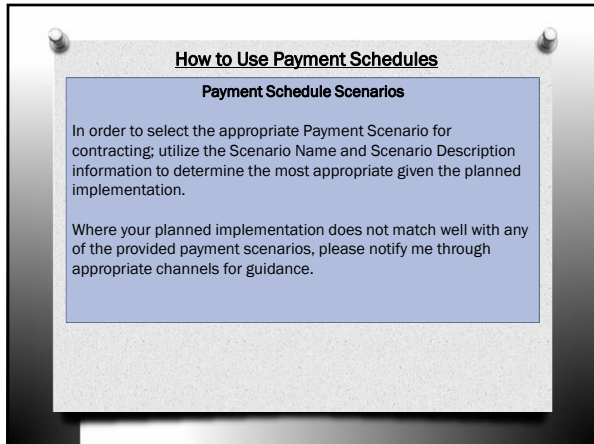 How to Use Payment Schedules
Payment Schedule Scenarios
In order to select the appropriate Payment Scenario for
contracting; utilize the Scenario Name and Scenario Description
information to determine the most appropriate given the planned
implementation.
Where your planned implementation does not match well with any
of the provided payment scenarios, please notify me through
appropriate channels for guidance.